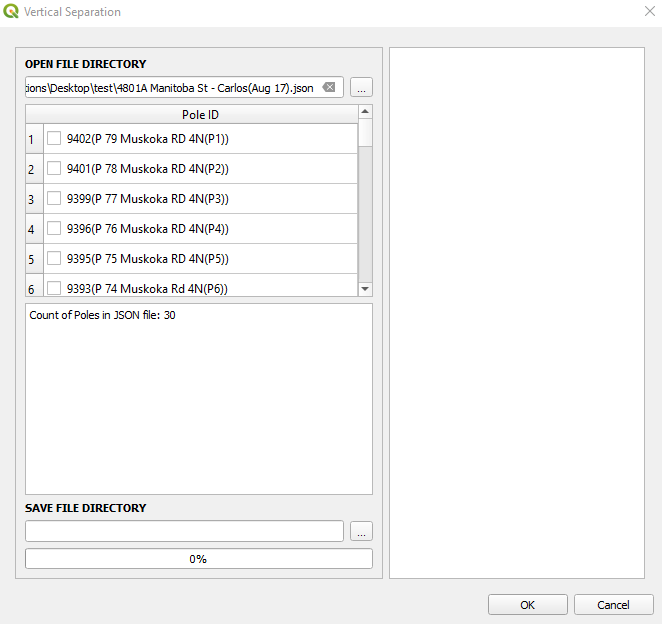 Vertical Separation
OPEN FILE DIRECTORY
tions\Desktop\test\4801A Manitoba St - Carlos(Aug 17).json
...
Pole ID
1 9402(P 79 Muskoka RD 4N(P1))
2 9401(P 78 Muskoka RD 4N(P2))
3 9399(P 77 Muskoka RD 4N(P3))
4 9396(P 76 Muskoka RD 4N(P4))
5 9395(P 75 Muskoka RD 4N(P5))
6 9393(P 74 Muskoka Rd 4N(P6))
Count of Poles in JSON file: 30
SAVE FILE DIRECTORY
...
0%
OK Cancel